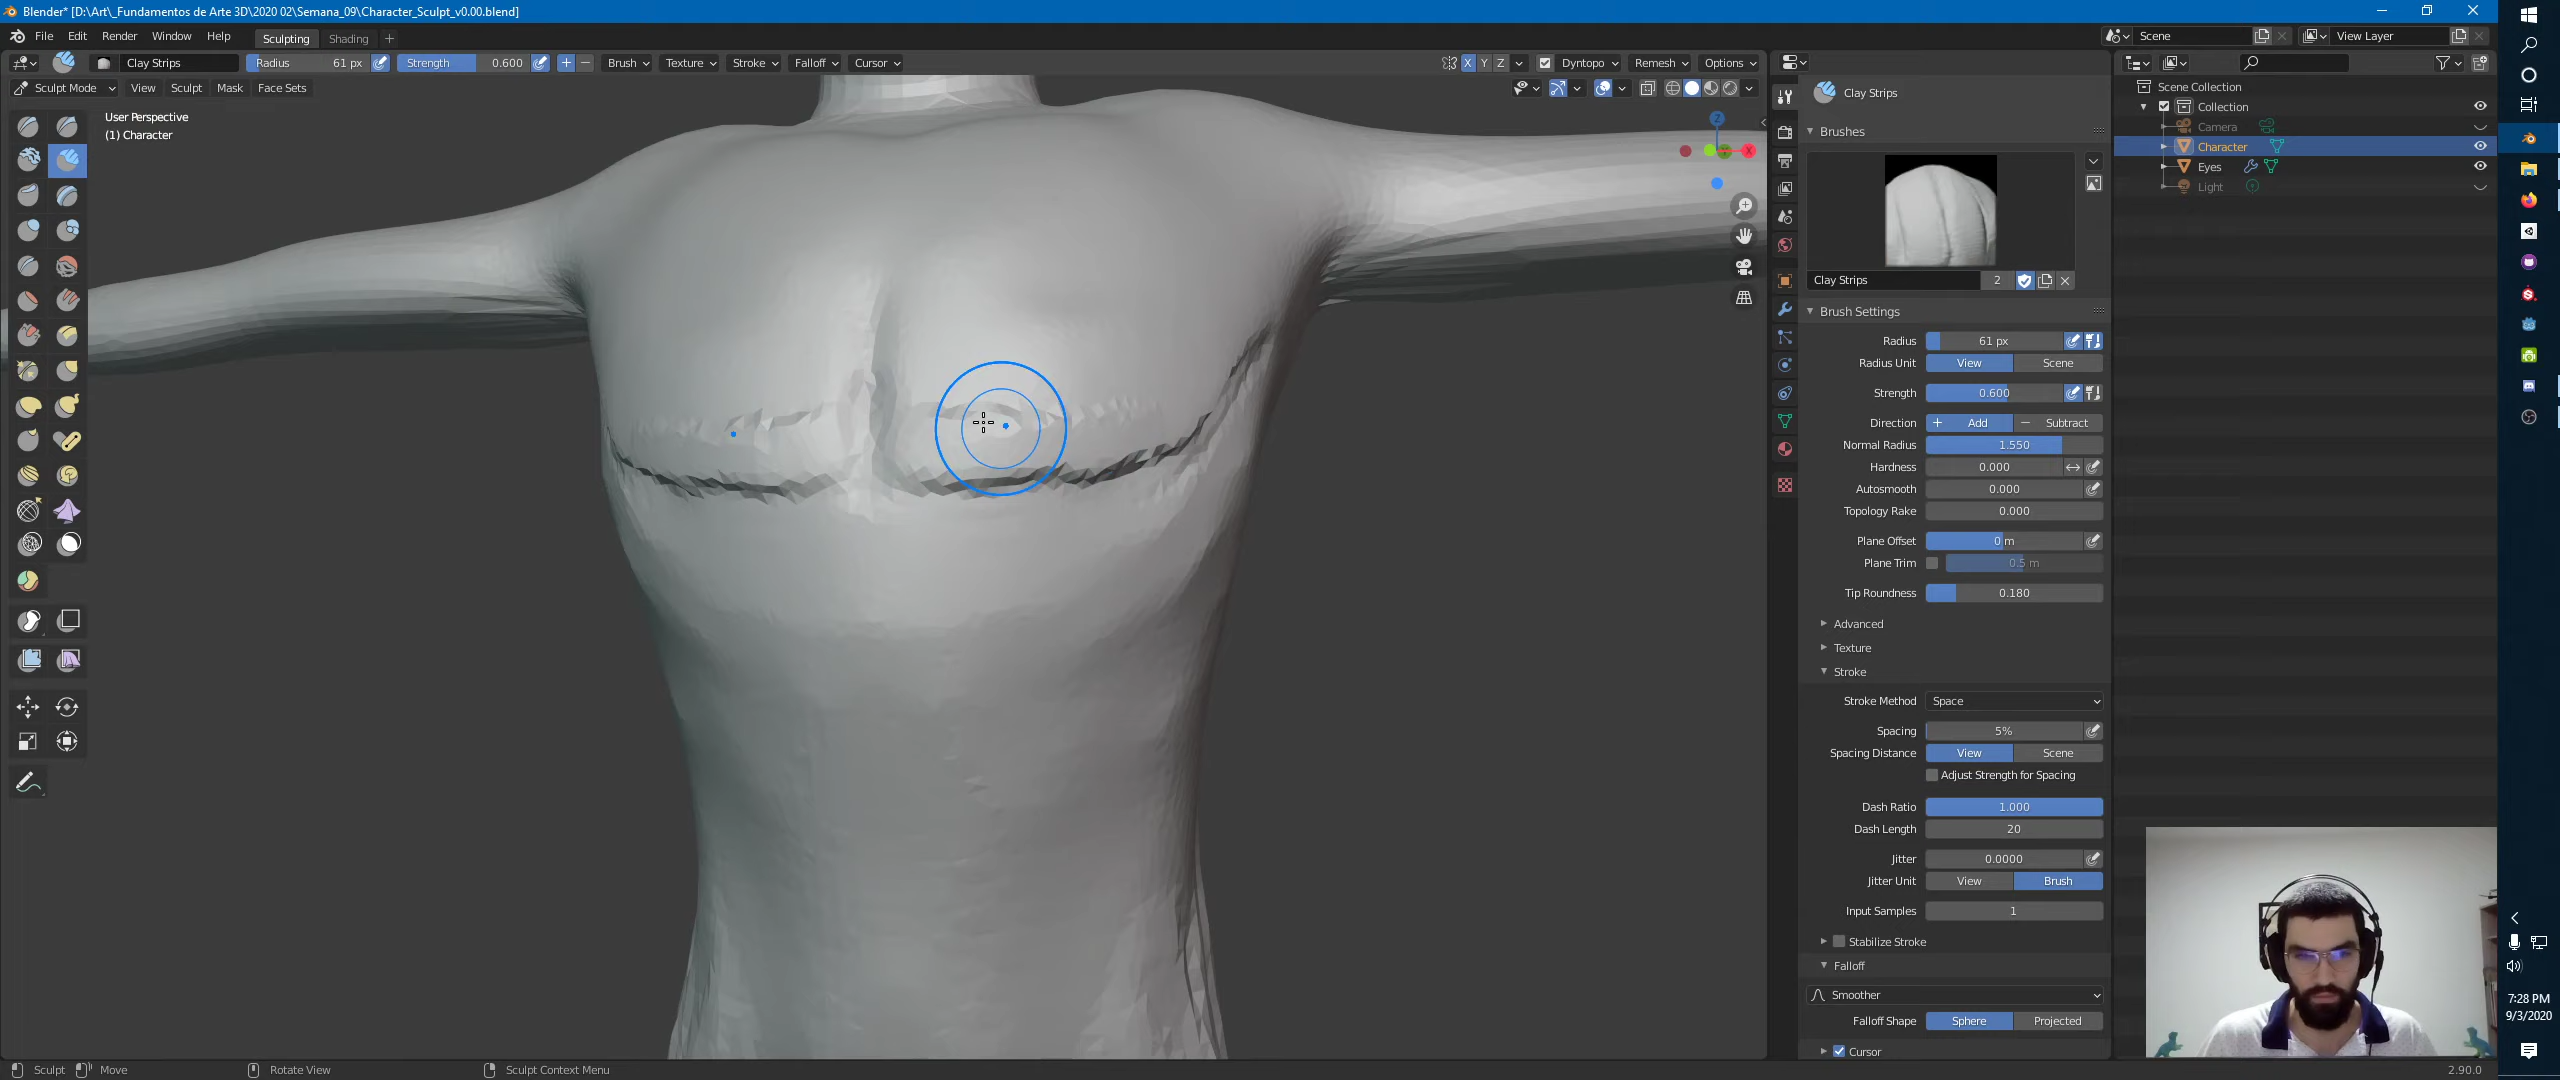 Blender* [D:\Art\_Fundamentos de Arte 3D\2020 02\Semana_09\Character_Sculpt_v0.00.blend]
File Edit Render Window Help Sculpting Shading + Scene View Layer
Clay Strips Radius 61 px Strength 0.600 + − Brush Texture Stroke Falloff Cursor X Y Z Dyntopo Remesh Options
Sculpt Mode View Sculpt Mask Face Sets
User Perspective
(1) Character
Z
X
Clay Strips
Brushes
Clay Strips 2
Brush Settings
Radius 61 px
Radius Unit View Scene
Strength 0.600
Direction + Add − Subtract
Normal Radius 1.550
Hardness 0.000
Autosmooth 0.000
Topology Rake 0.000
Plane Offset 0 m
Plane Trim 0.5 m
Tip Roundness 0.180
Advanced
Texture
Stroke
Stroke Method Space
Spacing 5%
Spacing Distance View Scene
Adjust Strength for Spacing
Dash Ratio 1.000
Dash Length 20
Jitter 0.0000
Jitter Unit View Brush
Input Samples 1
Stabilize Stroke
Falloff
Smoother
Falloff Shape Sphere Projected
Cursor
Scene Collection
Collection
Camera
Character
Eyes
Light
7:28 PM
9/3/2020
Sculpt Move Rotate View Sculpt Context Menu 2.90.0